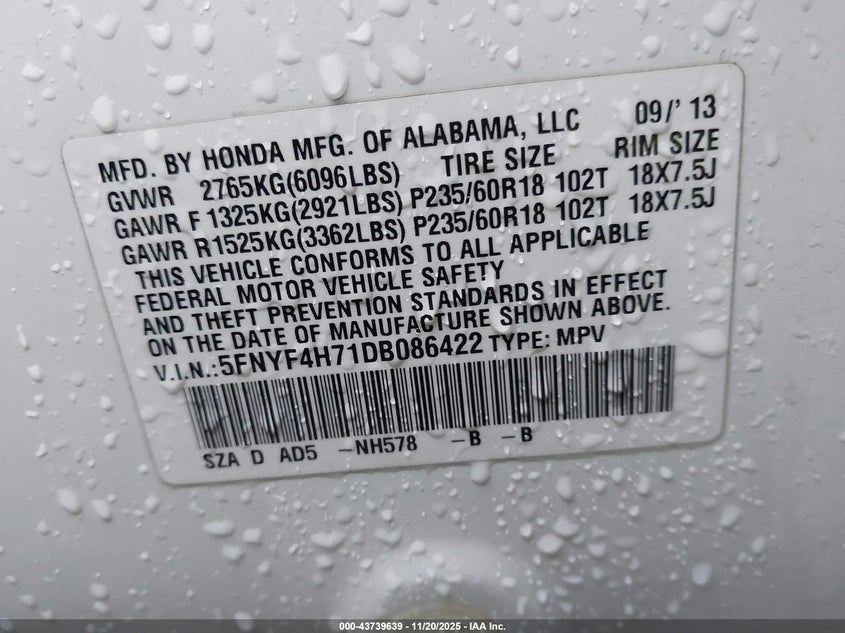 MFD. BY HONDA MFG. OF ALABAMA, LLC 09/' 13
GVWR 2765KG(6096LBS) TIRE SIZE RIM SIZE
GAWR F 1325KG(2921LBS) P235/60R18 102T 18X7.5J
GAWR R1525KG(3362LBS) P235/60R18 102T 18X7.5J
THIS VEHICLE CONFORMS TO ALL APPLICABLE
FEDERAL MOTOR VEHICLE SAFETY
AND THEFT PREVENTION STANDARDS IN EFFECT
ON THE DATE OF MANUFACTURE SHOWN ABOVE.
V.I.N.:5FNYF4H71DB086422 TYPE: MPV
SZA D AD5 -NH578 -B -B
000-43739639 - 11/20/2025 - IAA Inc.